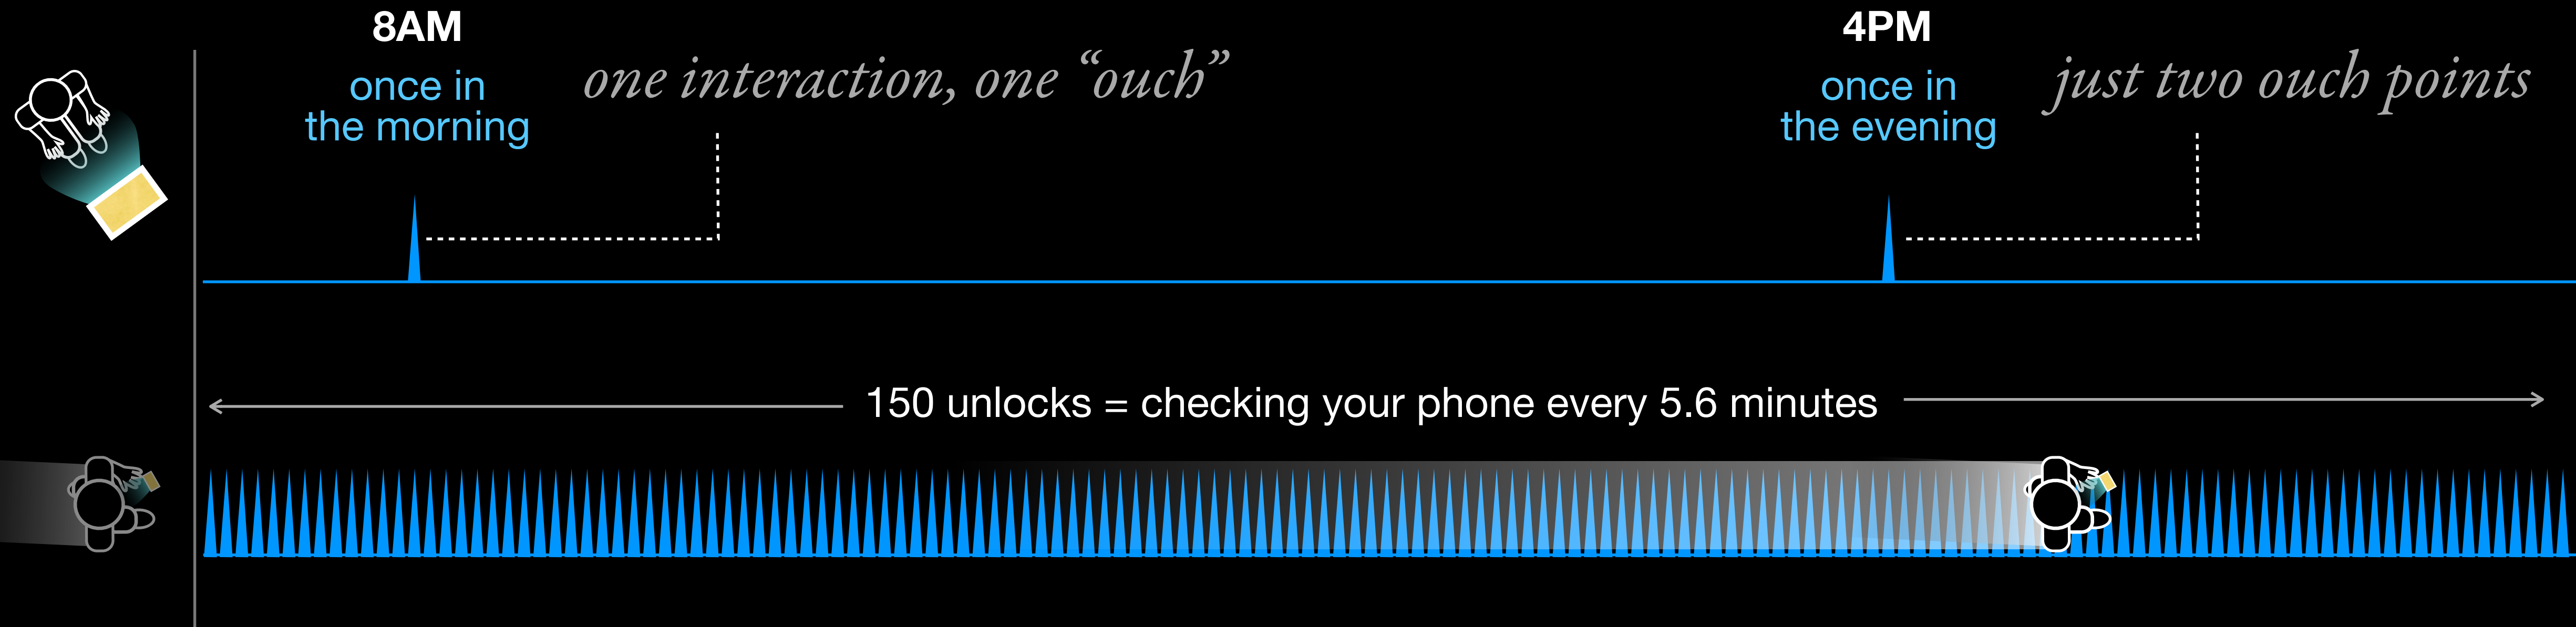 8AM
once in
the morning
one interaction, one “ouch”
4PM
once in
the evening
just two ouch points
150 unlocks = checking your phone every 5.6 minutes